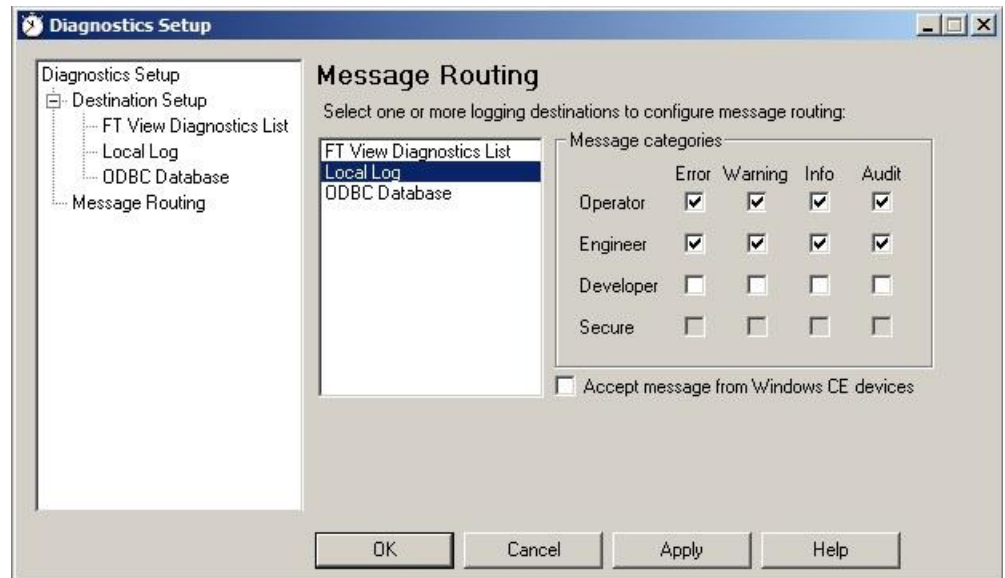 Diagnostics Setup
Diagnostics Setup
Destination Setup
FT View Diagnostics List
Local Log
ODBC Database
Message Routing
Message Routing
Select one or more logging destinations to configure message routing:
FT View Diagnostics List
Local Log
ODBC Database
Message categories
Error Warning Info Audit
Operator
Engineer
Developer
Secure
Accept message from Windows CE devices
OK Cancel Apply Help